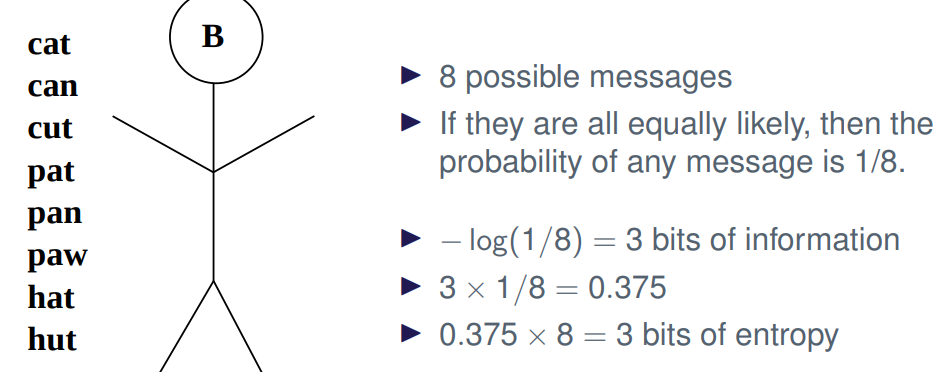 cat
can
cut
pat
pan
paw
hat
hut
B
▶ 8 possible messages
▶ If they are all equally likely, then the
probability of any message is 1/8.
▶ − log(1/8) = 3 bits of information
▶ 3 × 1/8 = 0.375
▶ 0.375 × 8 = 3 bits of entropy